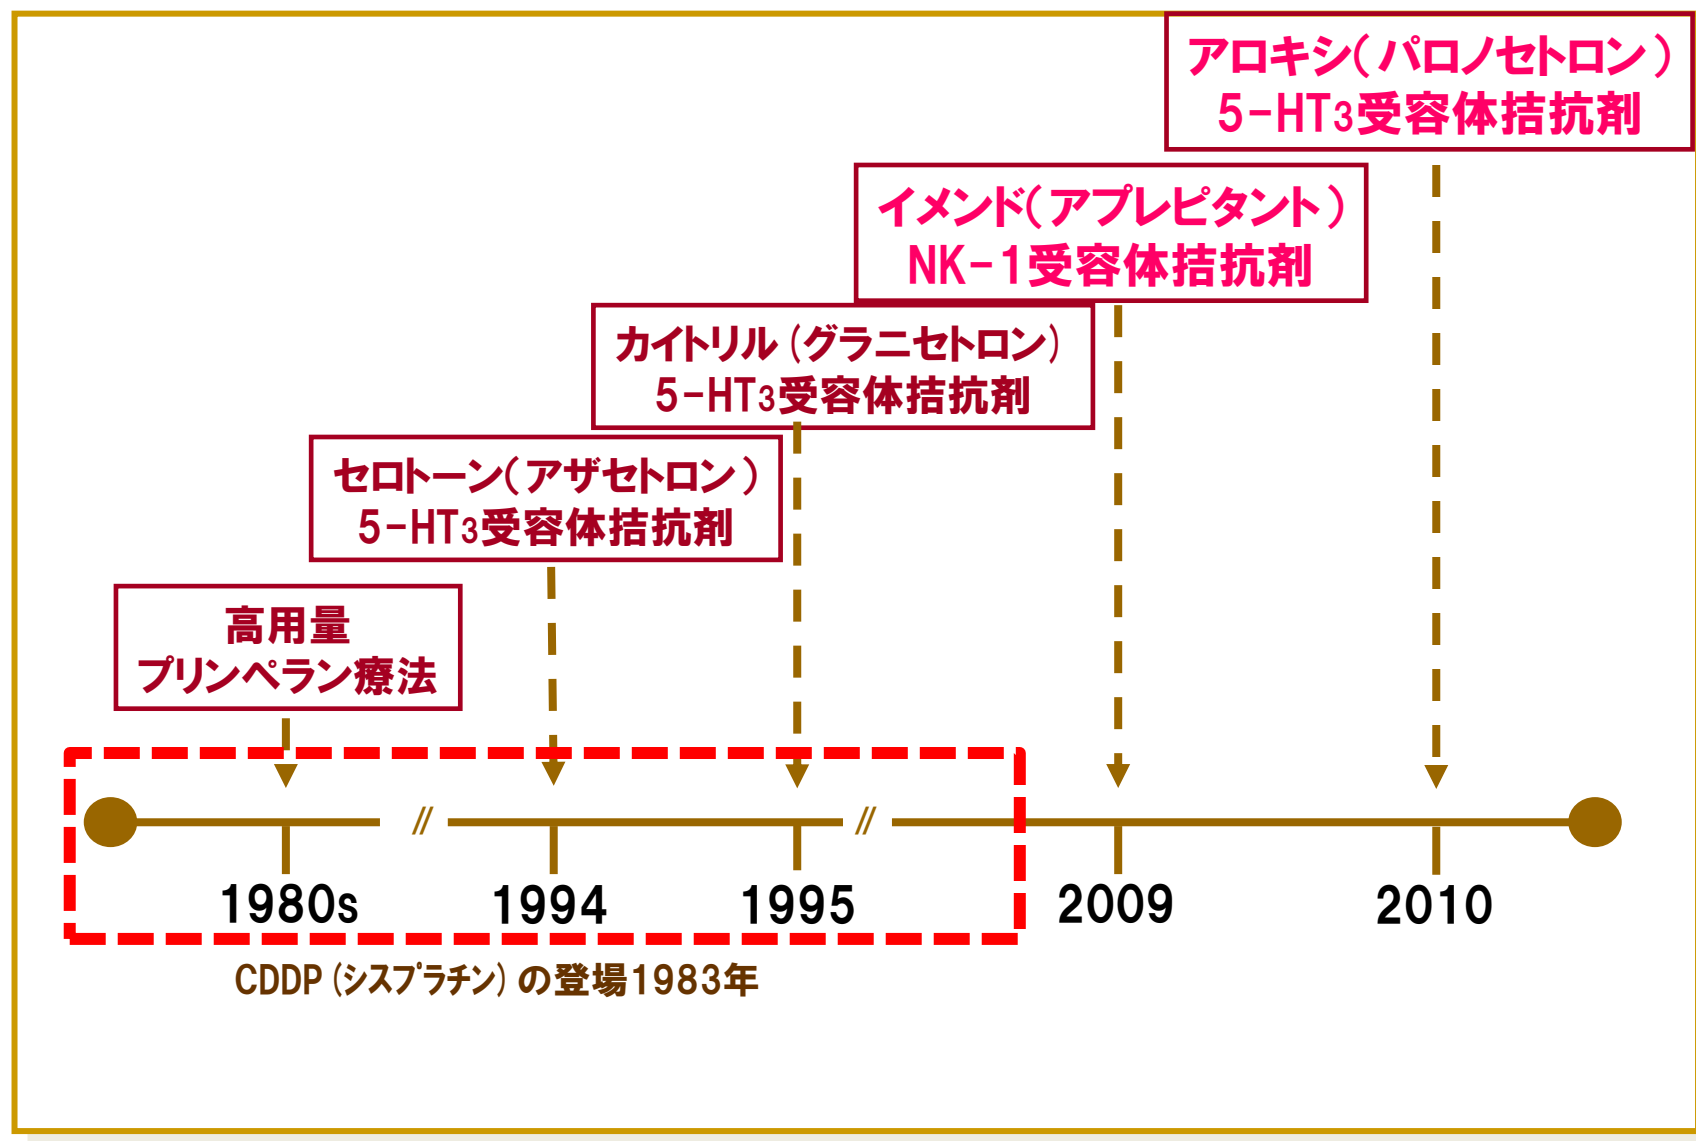 アロキシ(パロノセトロン)
5-HT3受容体拮抗剤
イメンド(アプレピタント)
NK-1受容体拮抗剤
カイトリル(グラニセトロン)
5-HT3受容体拮抗剤
セロトーン(アザセトロン)
5-HT3受容体拮抗剤
高用量
プリンペラン療法
// //
1980s 1994 1995 2009 2010
CDDP(シスプラチン)の登場1983年